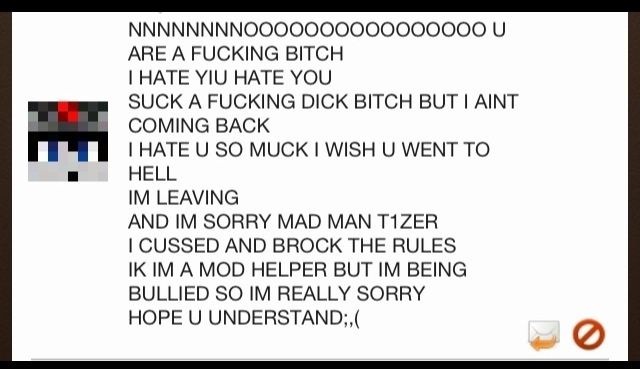 NNNNNNNNOOOOOOOOOOOOOOOOO U
ARE A FUCKING BITCH
I HATE YIU HATE YOU
SUCK A FUCKING DICK BITCH BUT I AINT
COMING BACK
I HATE U SO MUCK I WISH U WENT TO
HELL
IM LEAVING
AND IM SORRY MAD MAN T1ZER
I CUSSED AND BROCK THE RULES
IK IM A MOD HELPER BUT IM BEING
BULLIED SO IM REALLY SORRY
HOPE U UNDERSTAND;,(